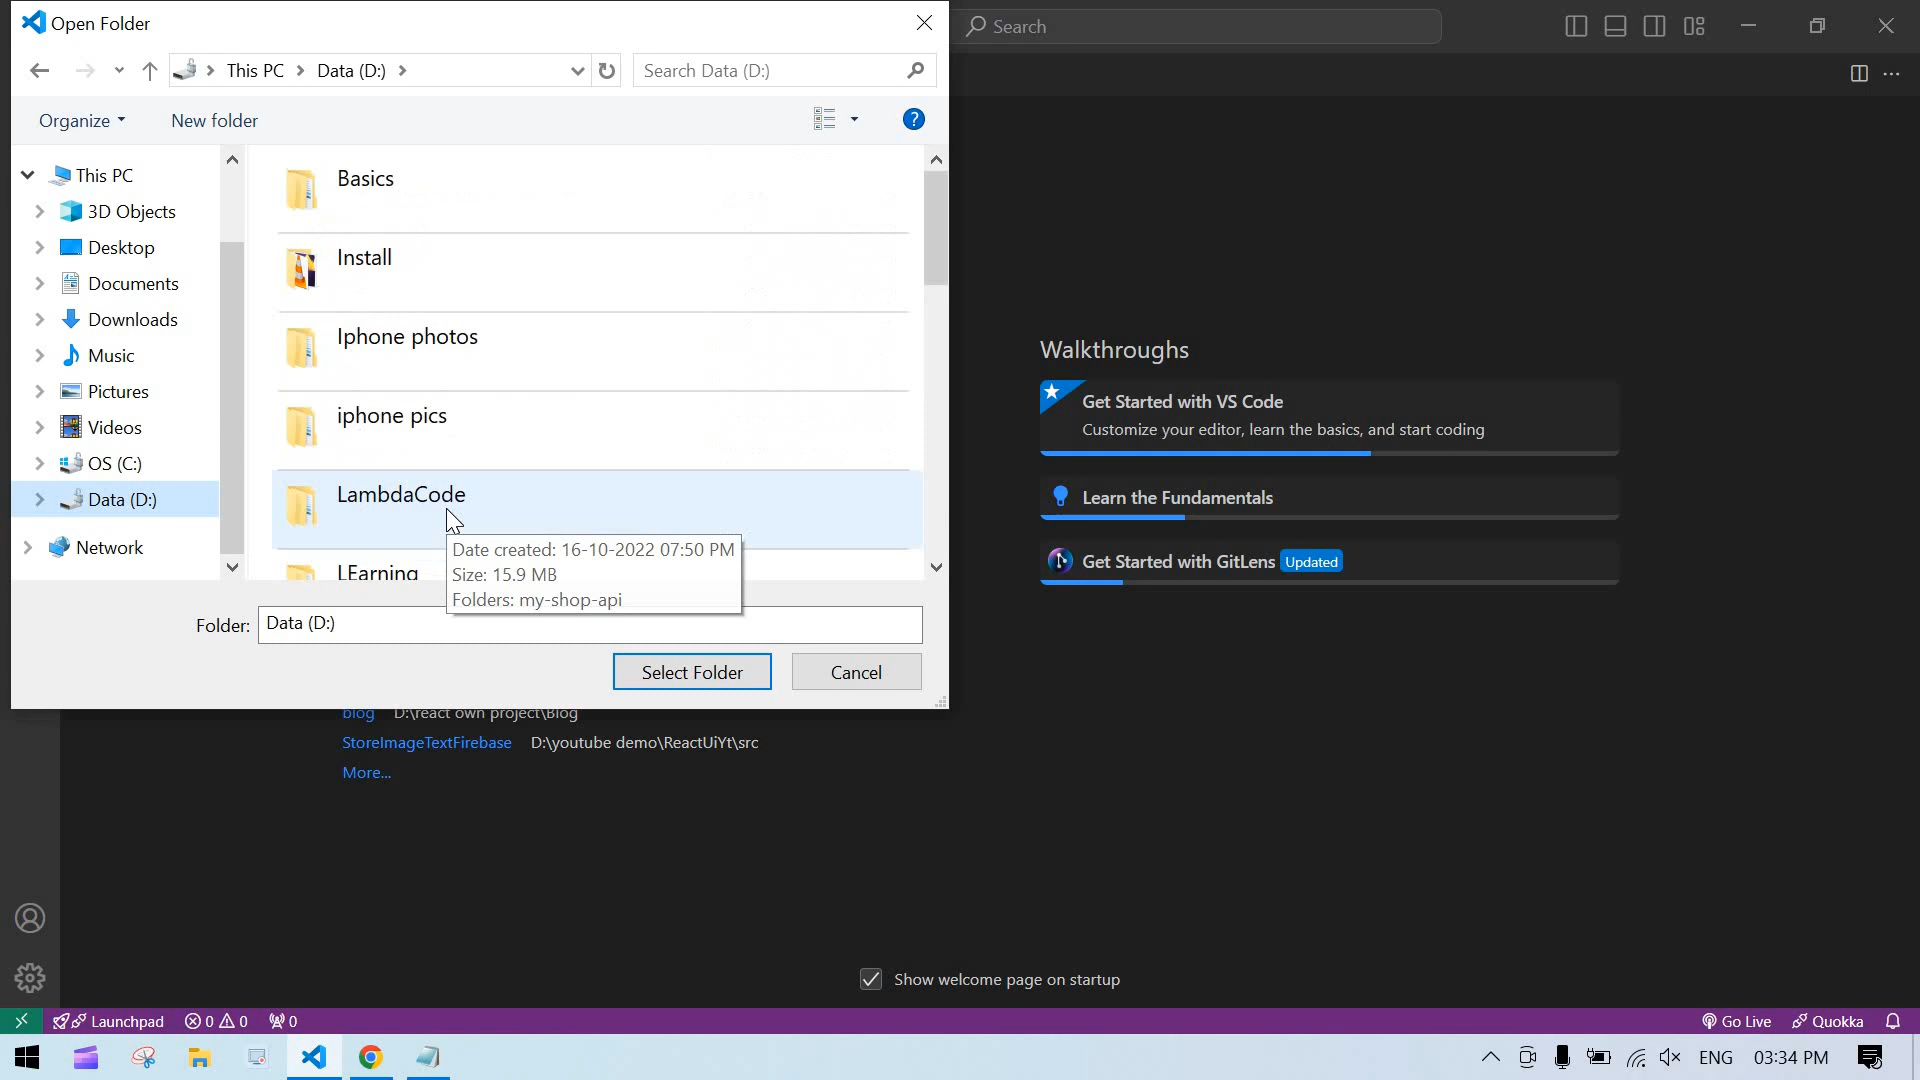 Open Folder
Search
This PC > Data (D:) >
Search Data (D:)
Organize
New folder
?
This PC
3D Objects
Desktop
Documents
Downloads
Music
Pictures
Videos
OS (C:)
Data (D:)
Network
Basics
Install
Iphone photos
iphone pics
LambdaCode
LEarning
Date created: 16-10-2022 07:50 PM
Size: 15.9 MB
Folders: my-shop-api
Folder: Data (D:)
Select Folder
Cancel
Walkthroughs
Get Started with VS Code
Customize your editor, learn the basics, and start coding
Learn the Fundamentals
Get Started with GitLens Updated
blog D:\react own project\Blog
StoreImageTextFirebase D:\youtube demo\ReactUiYt\src
More...
Show welcome page on startup
Launchpad 0 0 0
Go Live Quokka
ENG 03:34 PM